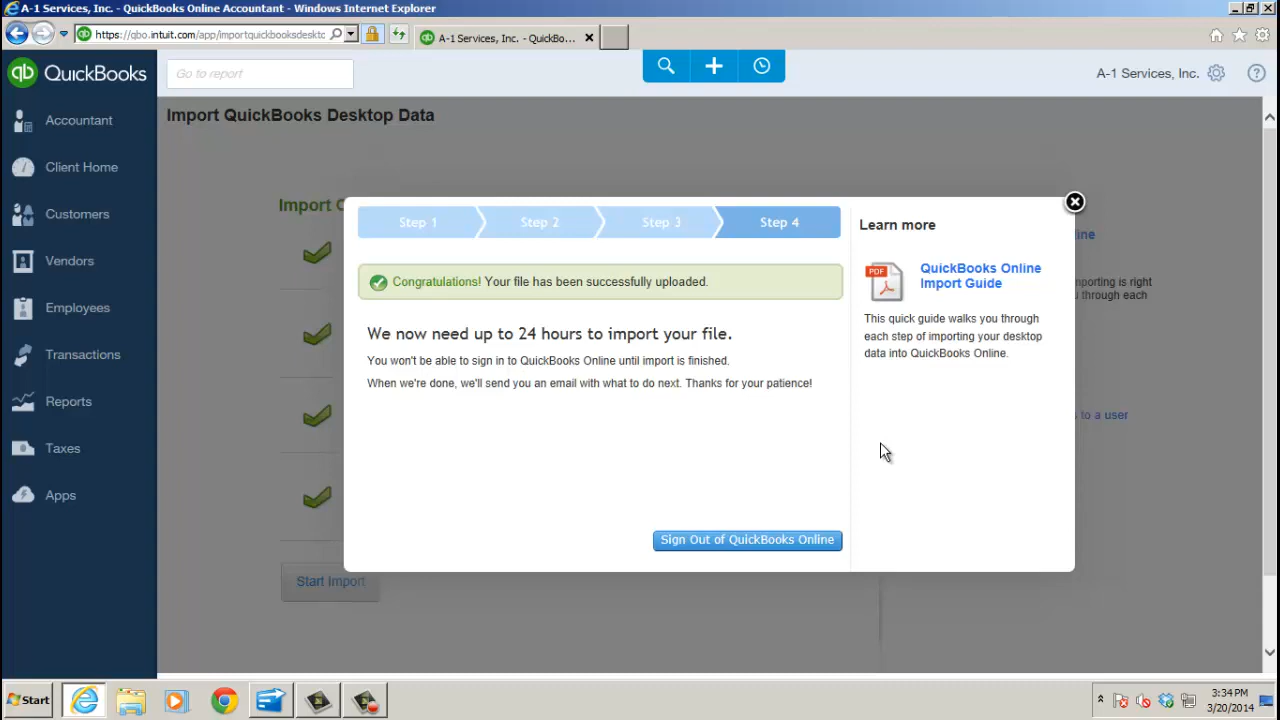 A-1 Services, Inc. - QuickBooks Online Accountant - Windows Internet Explorer
https://qbo.intuit.com/app/importquickbooksdeskto
A-1 Services, Inc. - QuickBo...
qb QuickBooks
Go to report
A-1 Services, Inc.
Accountant
Client Home
Customers
Vendors
Employees
Transactions
Reports
Taxes
Apps
Import QuickBooks Desktop Data
Import
Step 1
Step 2
Step 3
Step 4
Congratulations! Your file has been successfully uploaded.
We now need up to 24 hours to import your file.
You won't be able to sign in to QuickBooks Online until import is finished.
When we're done, we'll send you an email with what to do next. Thanks for your patience!
Sign Out of QuickBooks Online
Learn more
PDF
QuickBooks Online
Import Guide
This quick guide walks you through
each step of importing your desktop
data into QuickBooks Online.
ine
porting is right
you through each
s to a user
Start Import
Start
3:34 PM
3/20/2014